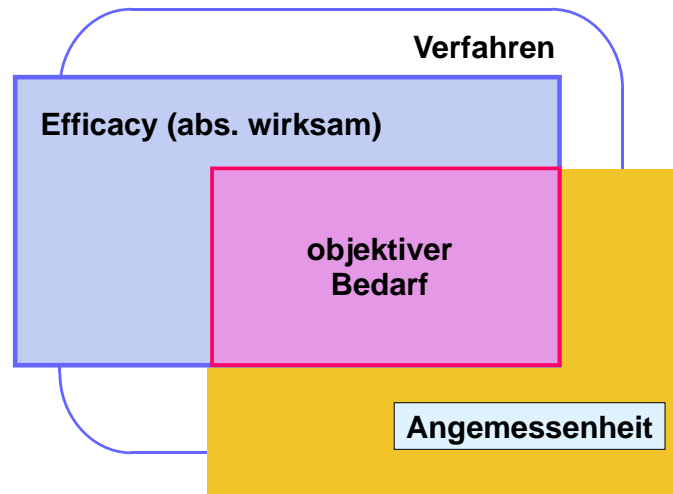 Verfahren
Efficacy (abs. wirksam)
objektiver
Bedarf
Angemessenheit